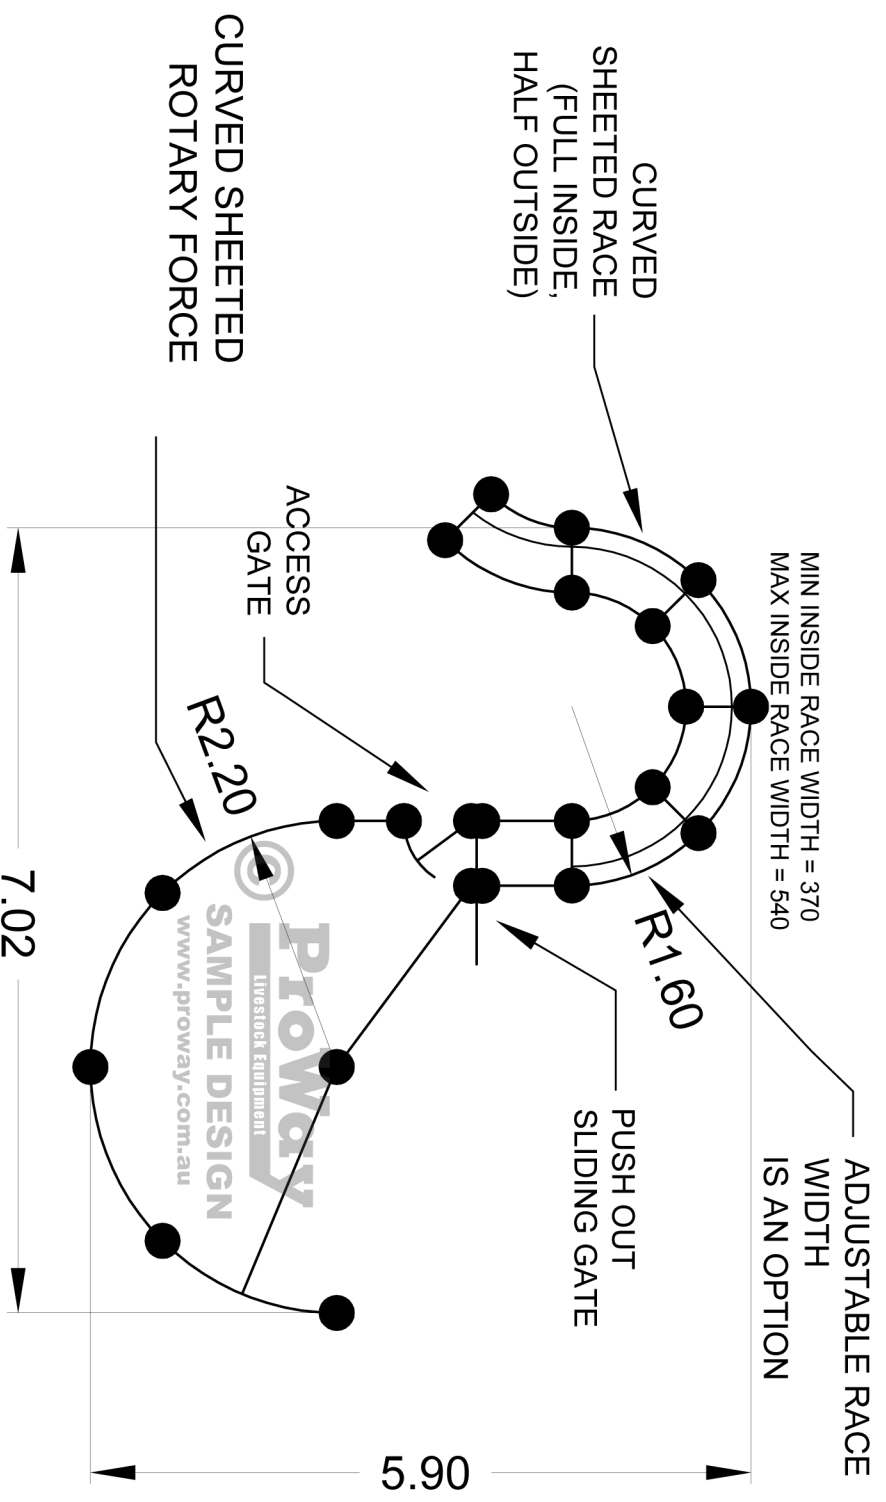 CURVED
SHEETED RACE
(FULL INSIDE,
HALF OUTSIDE)
CURVED SHEETED
ROTARY FORCE
MIN INSIDE RACE WIDTH = 370
MAX INSIDE RACE WIDTH = 540
ACCESS
GATE
R2.20
R1.60
ADJUSTABLE RACE
WIDTH
IS AN OPTION
PUSH OUT
SLIDING GATE
©
ProWay
Livestock Equipment
SAMPLE DESIGN
www.proway.com.au
7.02
5.90